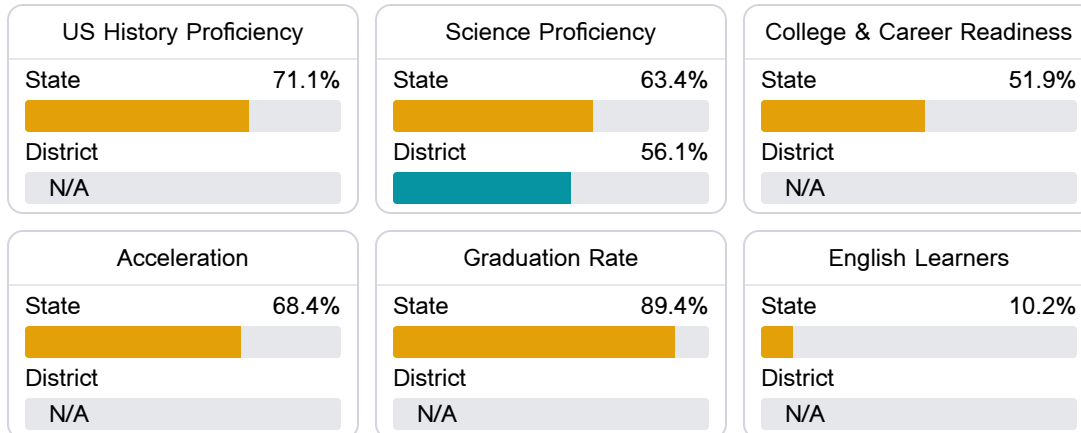 US History Proficiency
State 71.1%
District
N/A
Science Proficiency
State 63.4%
District 56.1%
College & Career Readiness
State 51.9%
District
N/A
Acceleration
State 68.4%
District
N/A
Graduation Rate
State 89.4%
District
N/A
English Learners
State 10.2%
District
N/A